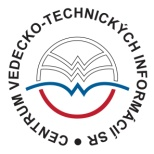 CENTRUM VEDECKO-TECHNICKÝCH INFORMÁCIÍ SR